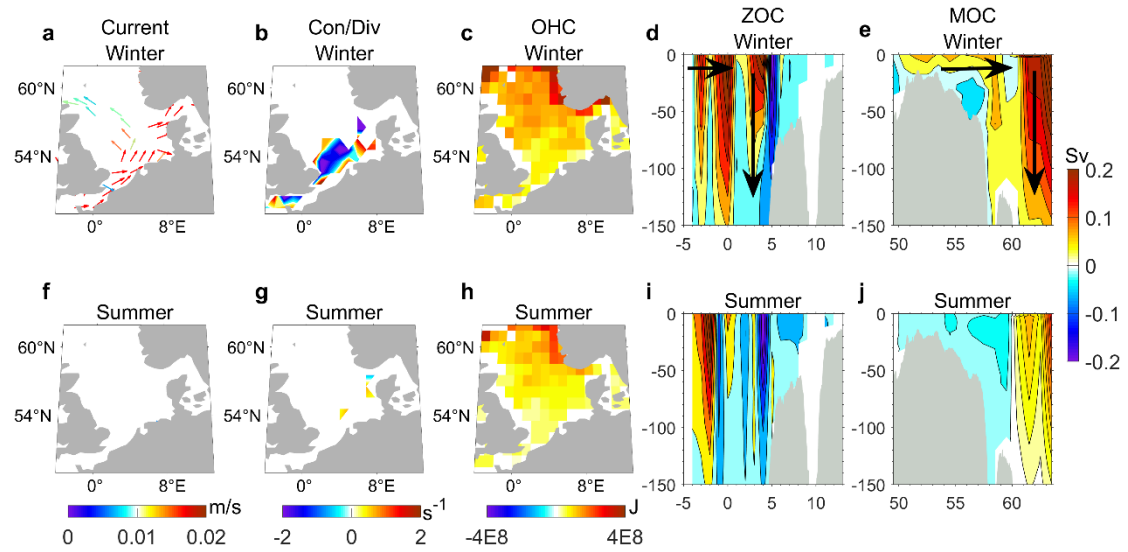 a Current Winter
b Con/Div Winter
c OHC Winter
d ZOC Winter
e MOC Winter
60°N
54°N
0° 8°E
0° 8°E
0° 8°E
0
-50
-100
-150
-5 0 5 10
0
-50
-100
-150
50 55 60
Sv
0.2
0.1
0
-0.1
-0.2
f Summer
g Summer
h Summer
i Summer
j Summer
60°N
54°N
60°N
54°N
60°N
54°N
60°N
54°N
60°N
54°N
0° 8°E
0° 8°E
0° 8°E
0
-50
-100
-150
-5 0 5 10
0
-50
-100
-150
50 55 60
m/s
0 0.01 0.02
s⁻¹
-2 0 2
J
-4E8 4E8